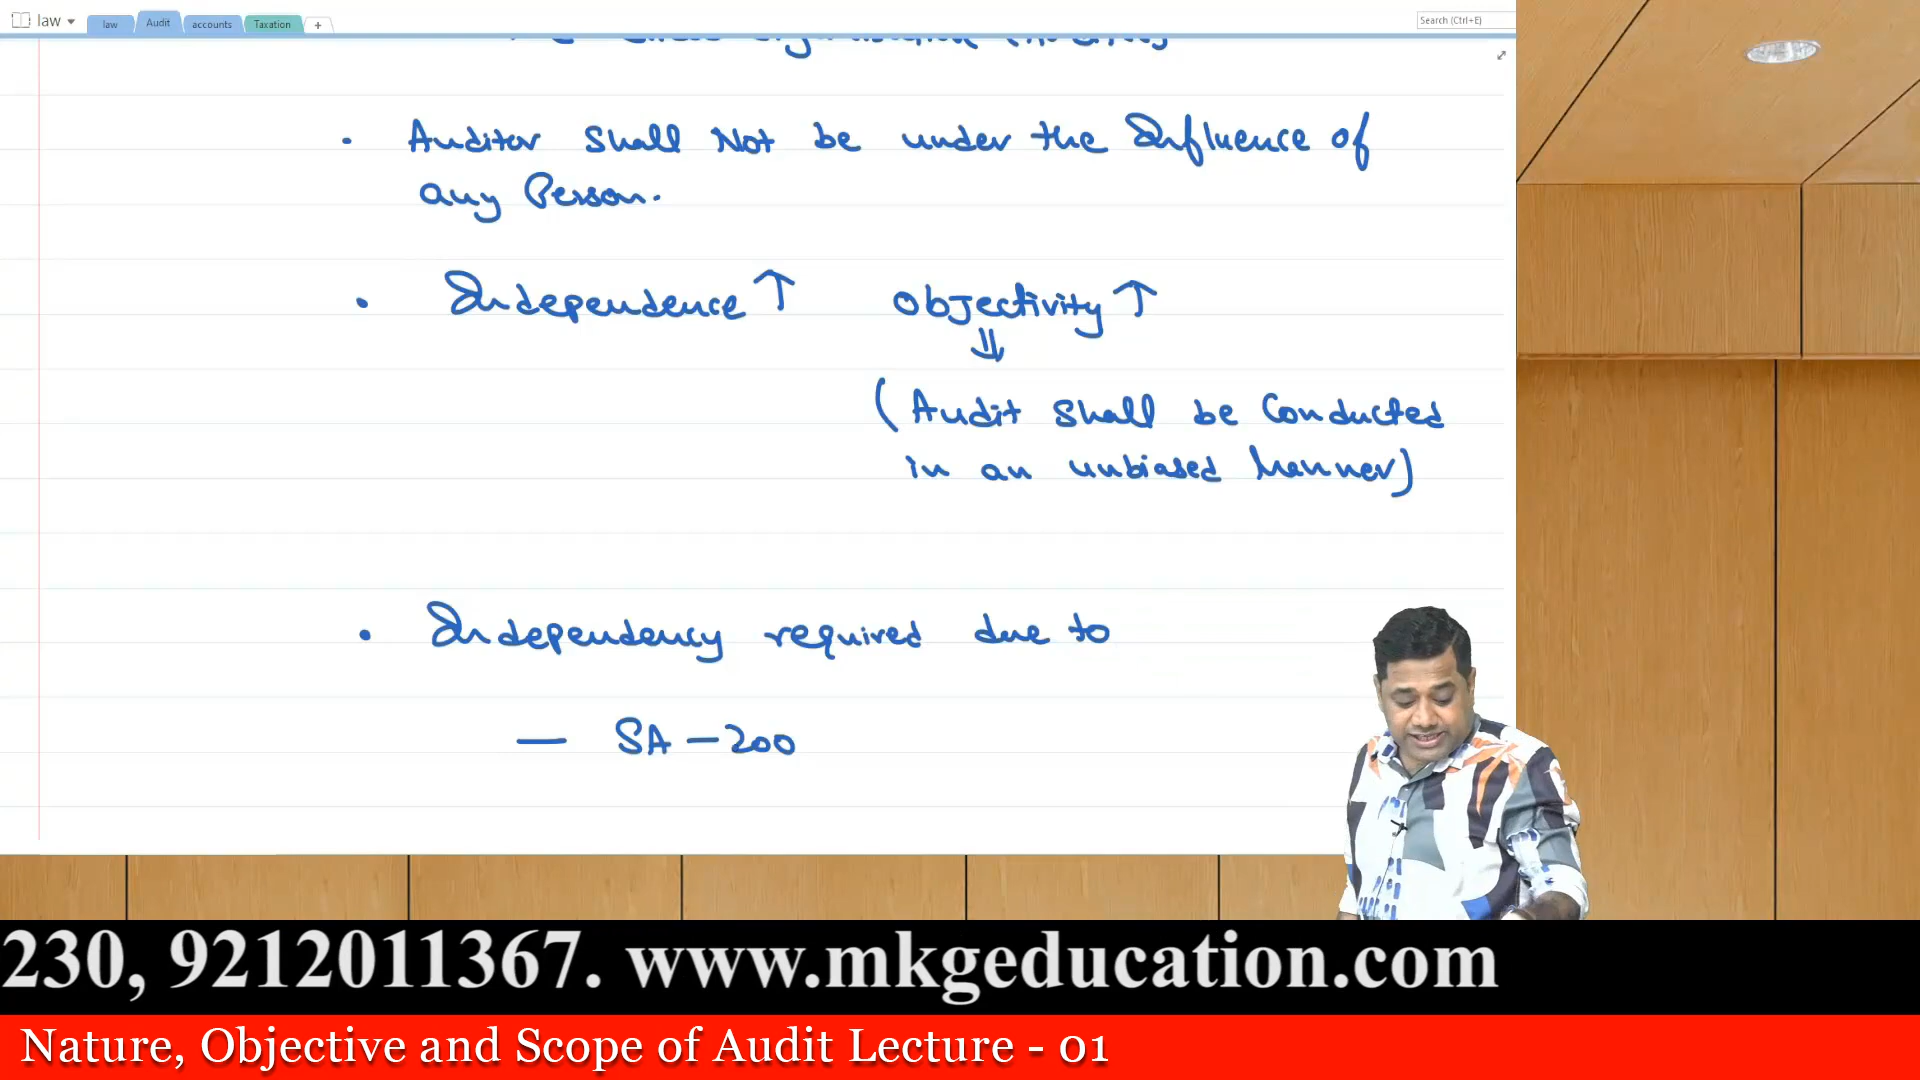 law
law Audit accounts Taxation +
Search (Ctrl+E)
• Auditor Shall Not be under the Influence of
any Person.
• Independence ↑ Objectivity ↑
⇓
(Audit Shall be Conducted
in an unbiased Manner)
• Independency required due to
— SA - 200
230, 9212011367. www.mkgeducation.com
Nature, Objective and Scope of Audit Lecture - 01